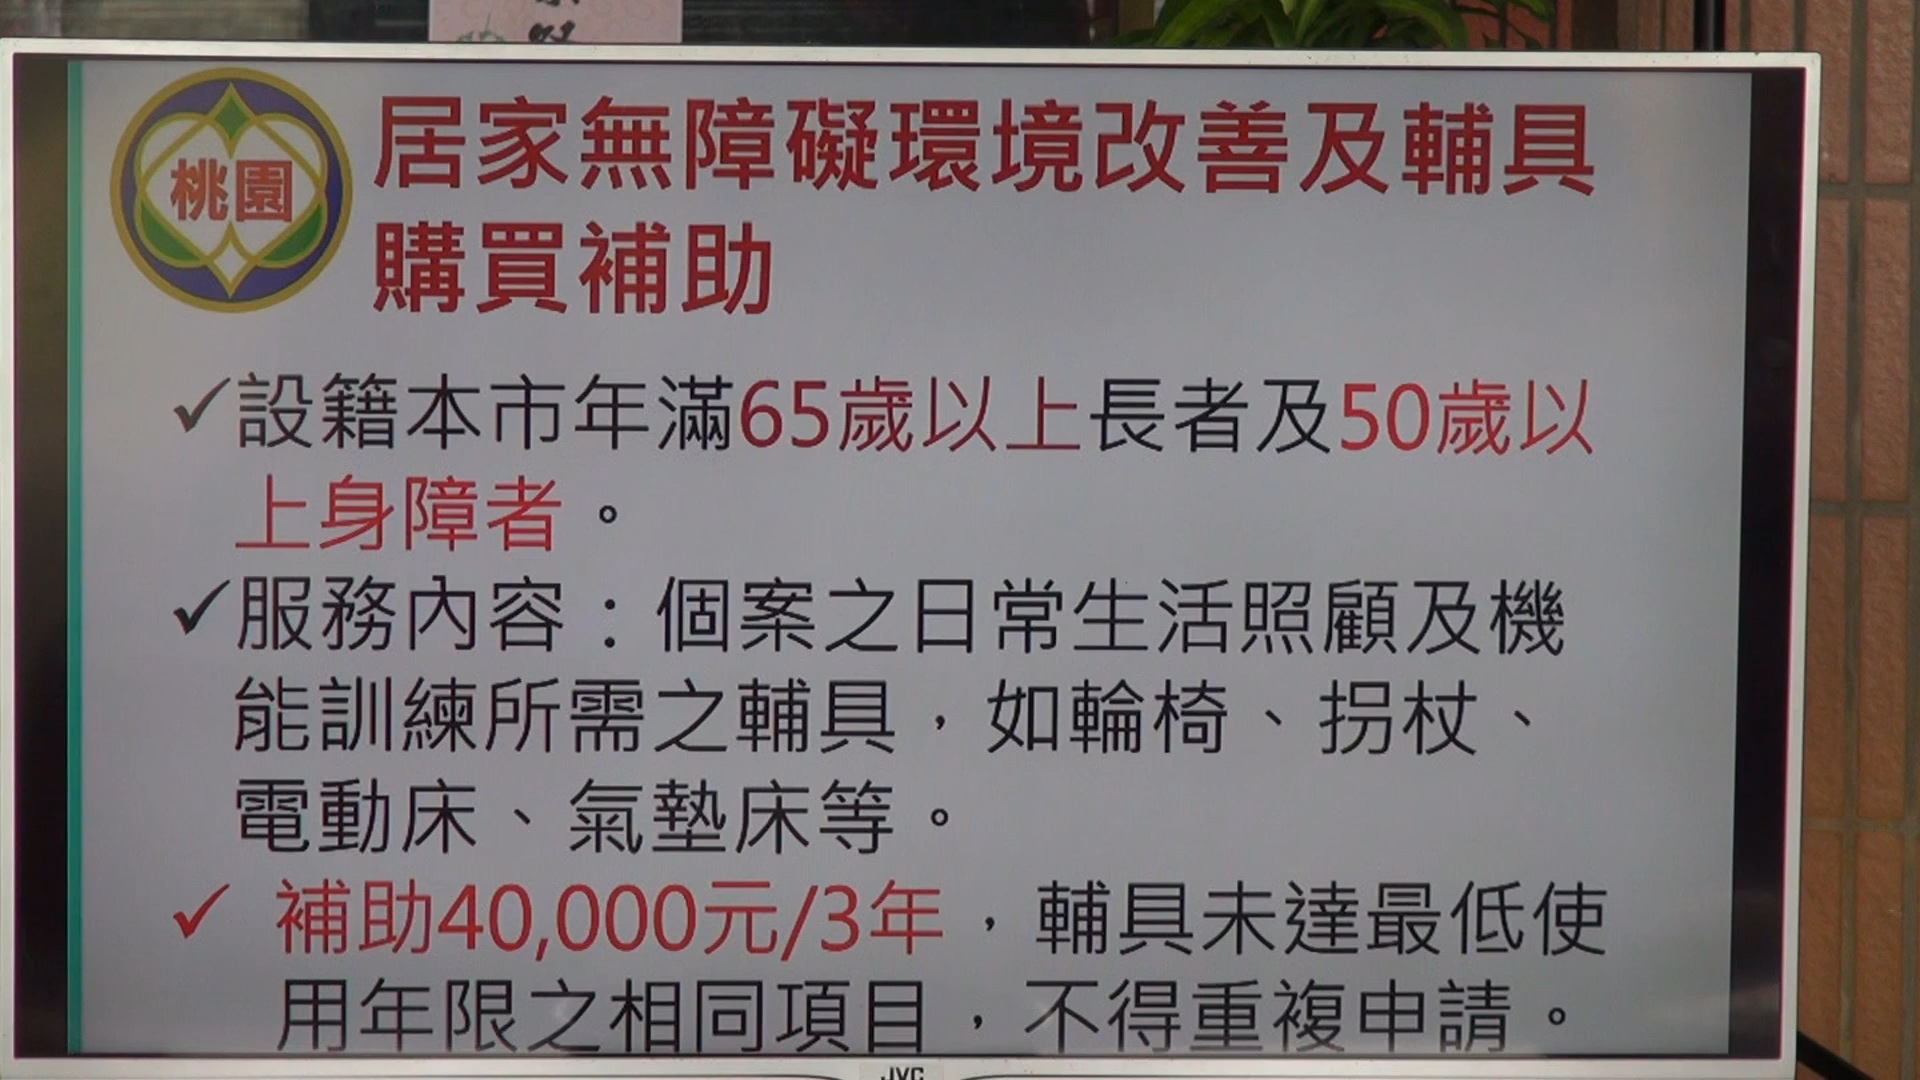 桃園
居家無障礙環境改善及輔具
購買補助
✓設籍本市年滿65歲以上長者及50歲以
上身障者。
✓服務內容：個案之日常生活照顧及機
能訓練所需之輔具，如輪椅、拐杖、
電動床、氣墊床等。
✓ 補助40,000元/3年，輔具未達最低使
用年限之相同項目，不得重複申請。
JVC